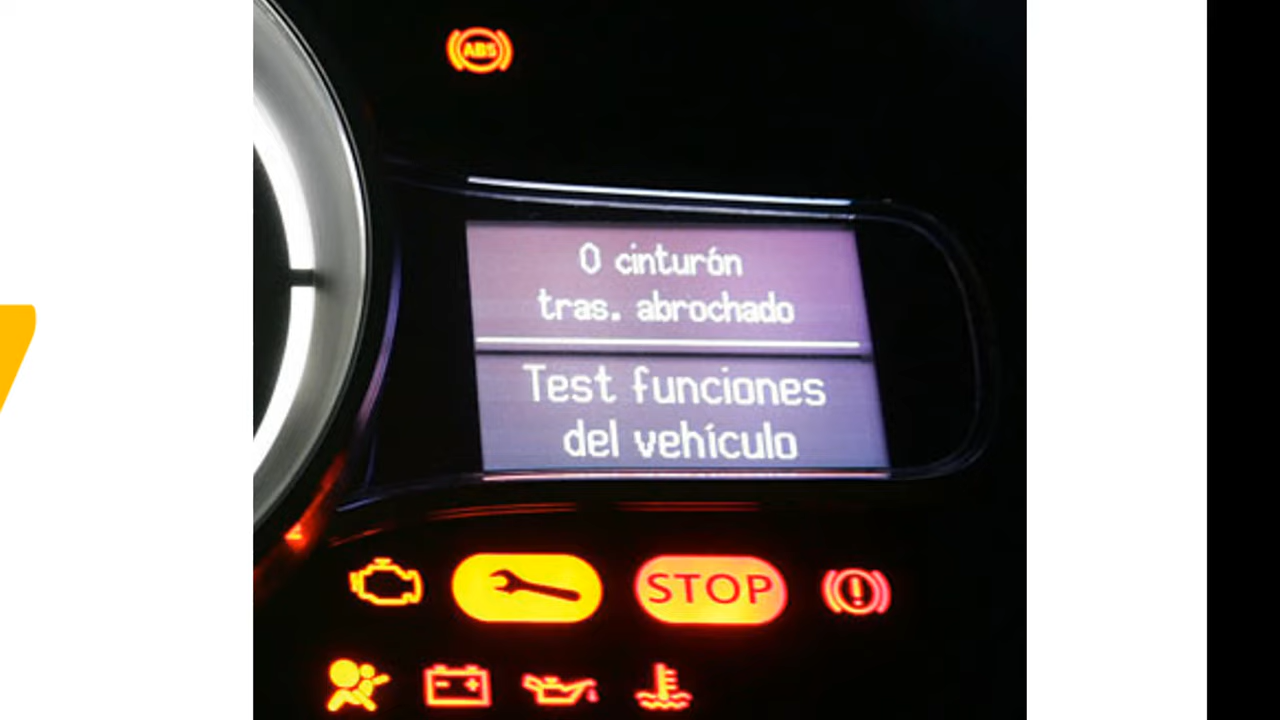 ABS
0 cinturón
tras. abrochado
Test funciones
del vehículo
STOP